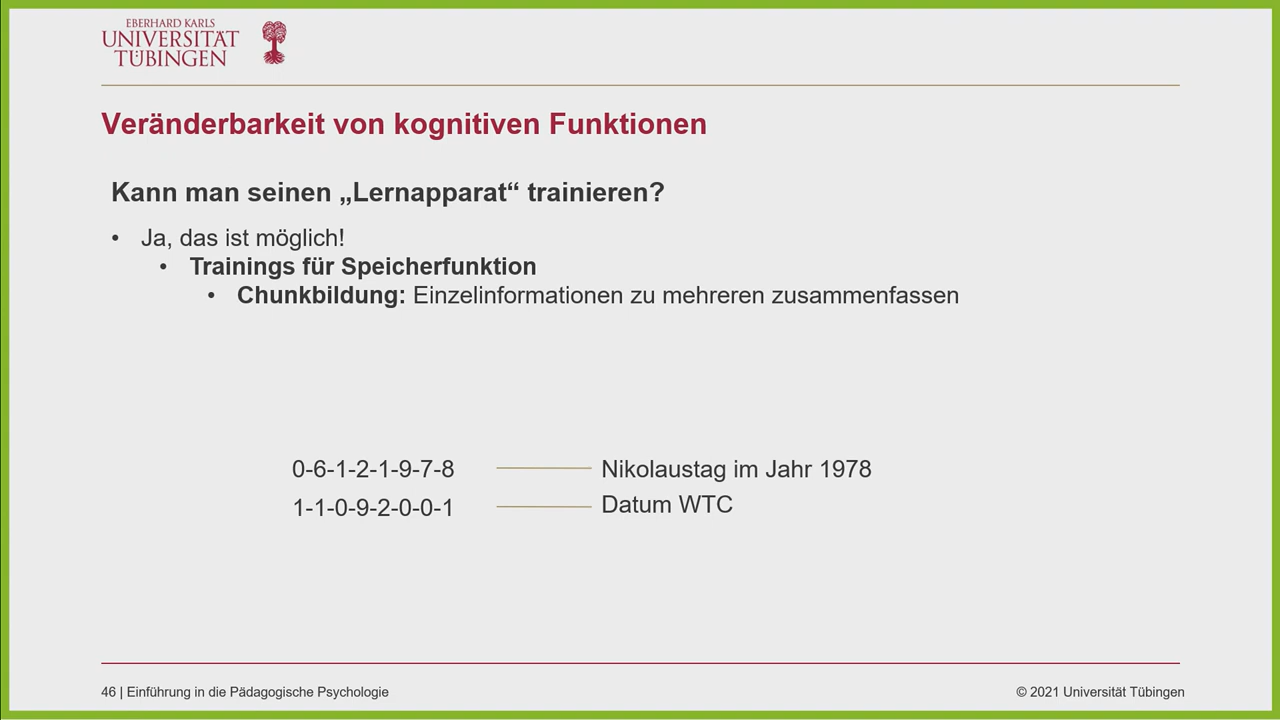 EBERHARD KARLS
UNIVERSITÄT
TÜBINGEN
Veränderbarkeit von kognitiven Funktionen
Kann man seinen „Lernapparat“ trainieren?
• Ja, das ist möglich!
• Trainings für Speicherfunktion
• Chunkbildung: Einzelinformationen zu mehreren zusammenfassen
0-6-1-2-1-9-7-8 Nikolaustag im Jahr 1978
1-1-0-9-2-0-0-1 Datum WTC
46 | Einführung in die Pädagogische Psychologie © 2021 Universität Tübingen